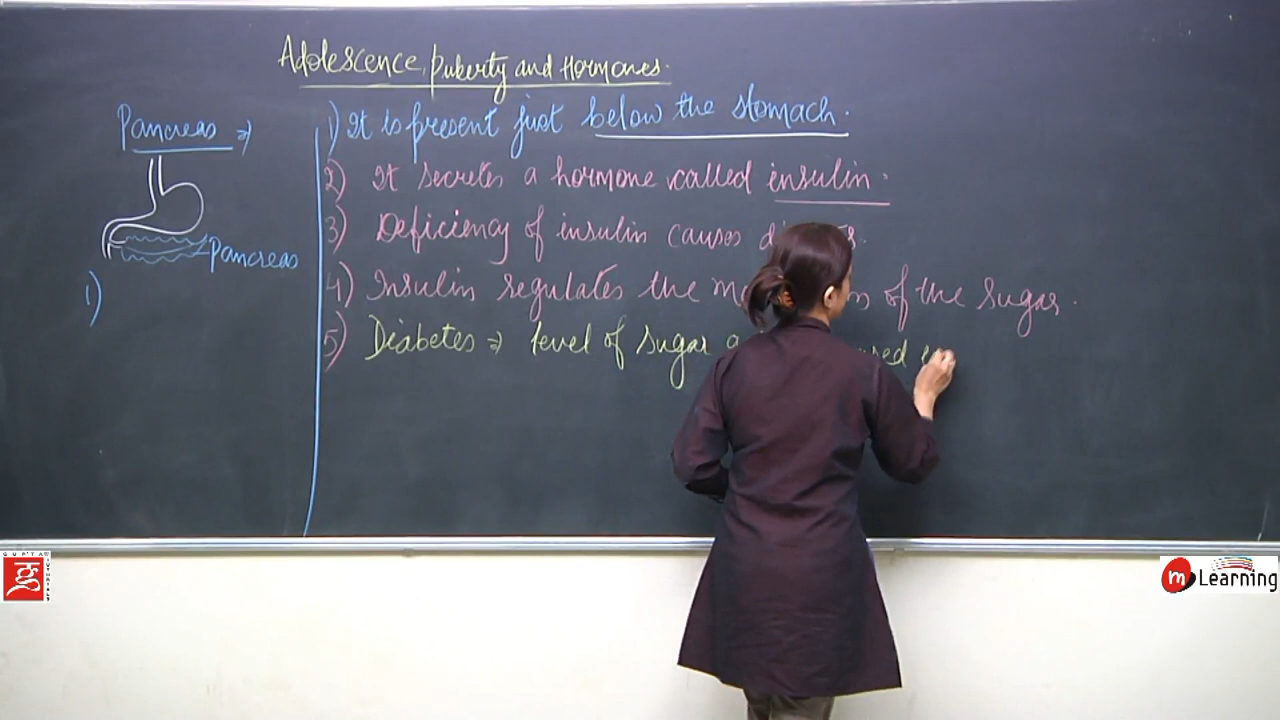 Adolescence, puberty and Hormones.
Pancreas ⇒
1) It is present just below the stomach.
2) It secretes a hormone called insulin.
3) Deficiency of insulin causes
4) Insulin regulates the of the sugar.
5) Diabetes ⇒ level of sugar
Pancreas
1)
GUPTA
m Learning